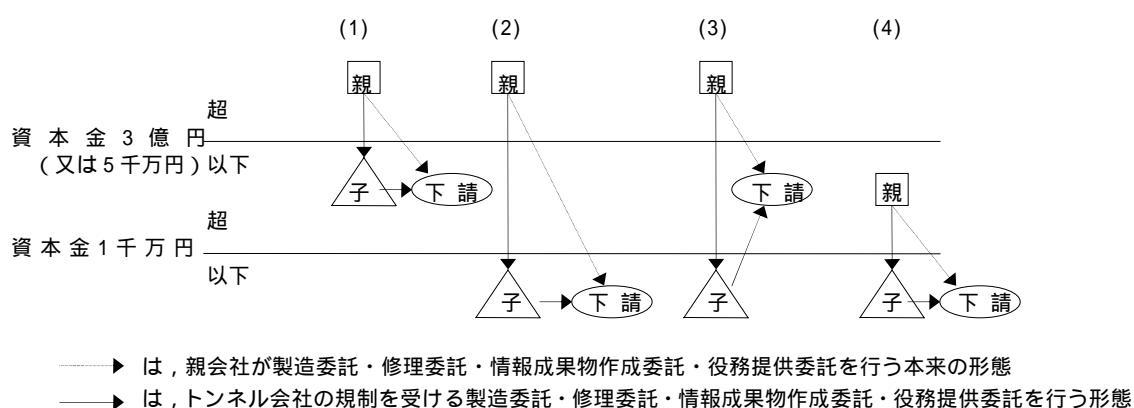 (1) (2) (3) (4)
親 親 親
超
資本金3億円
(又は5千万円)以下
子 下請 下請
親
超
資本金1千万円
以下
子 下請 子 子 下請
は，親会社が製造委託・修理委託・情報成果物作成委託・役務提供委託を行う本来の形態
は，トンネル会社の規制を受ける製造委託・修理委託・情報成果物作成委託・役務提供委託を行う形態